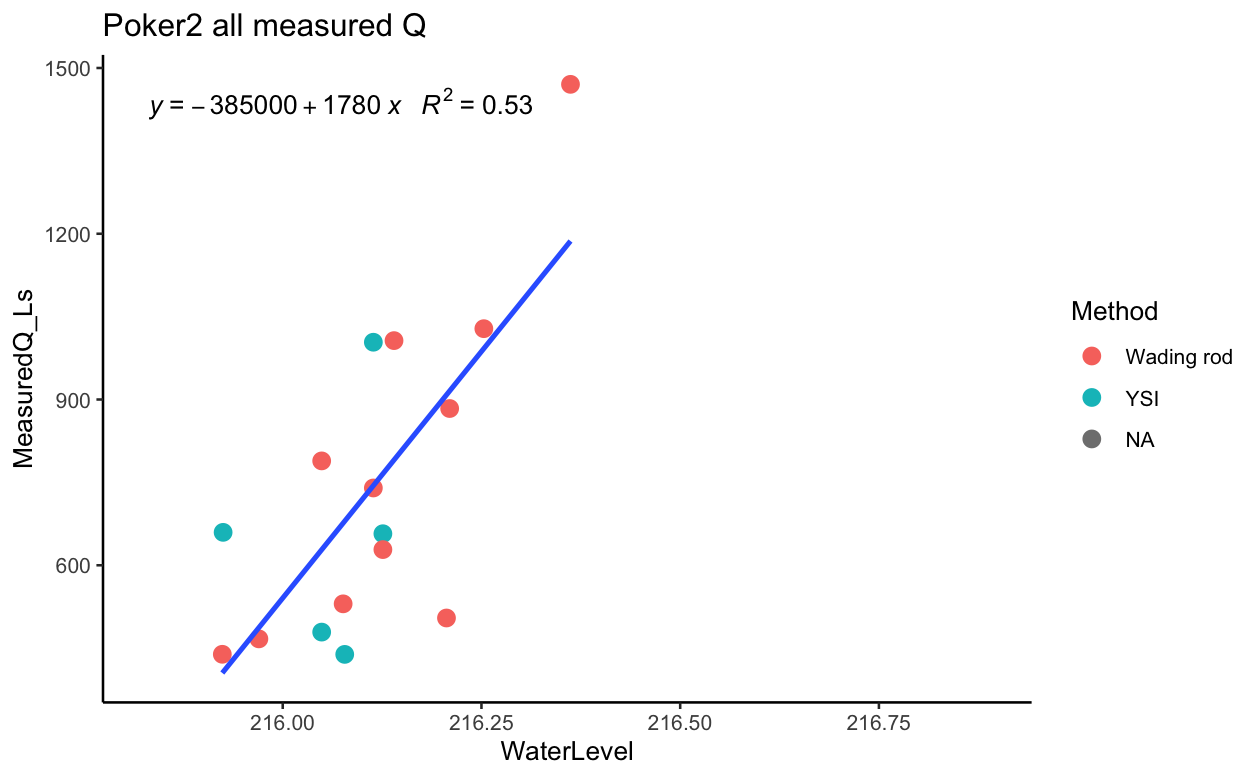 Poker2 all measured Q
y = − 385000 + 1780 x R² = 0.53
1500
1200
900
600
MeasuredQ_Ls
216.00 216.25 216.50 216.75
WaterLevel
Method
Wading rod
YSI
NA